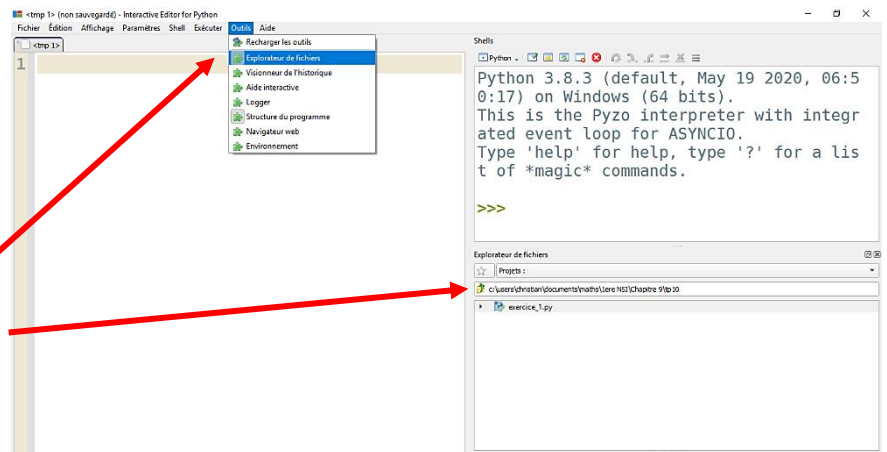 <tmp 1> (non sauvegardé) - Interactive Editor for Python
Fichier Édition Affichage Paramètres Shell Exécuter Outils Aide
<tmp 1>
1
Recharger les outils
Explorateur de fichiers
Visionneur de l'historique
Aide interactive
Logger
Structure du programme
Navigateur web
Environnement
Shells
Python
Python 3.8.3 (default, May 19 2020, 06:5
0:17) on Windows (64 bits).
This is the Pyzo interpreter with integr
ated event loop for ASYNCIO.
Type 'help' for help, type '?' for a lis
t of *magic* commands.
>>>
Explorateur de fichiers
Projets :
c:\users\christian\documents\maths\1ere NSI\Chapitre 9\tp10
exercice_1.py